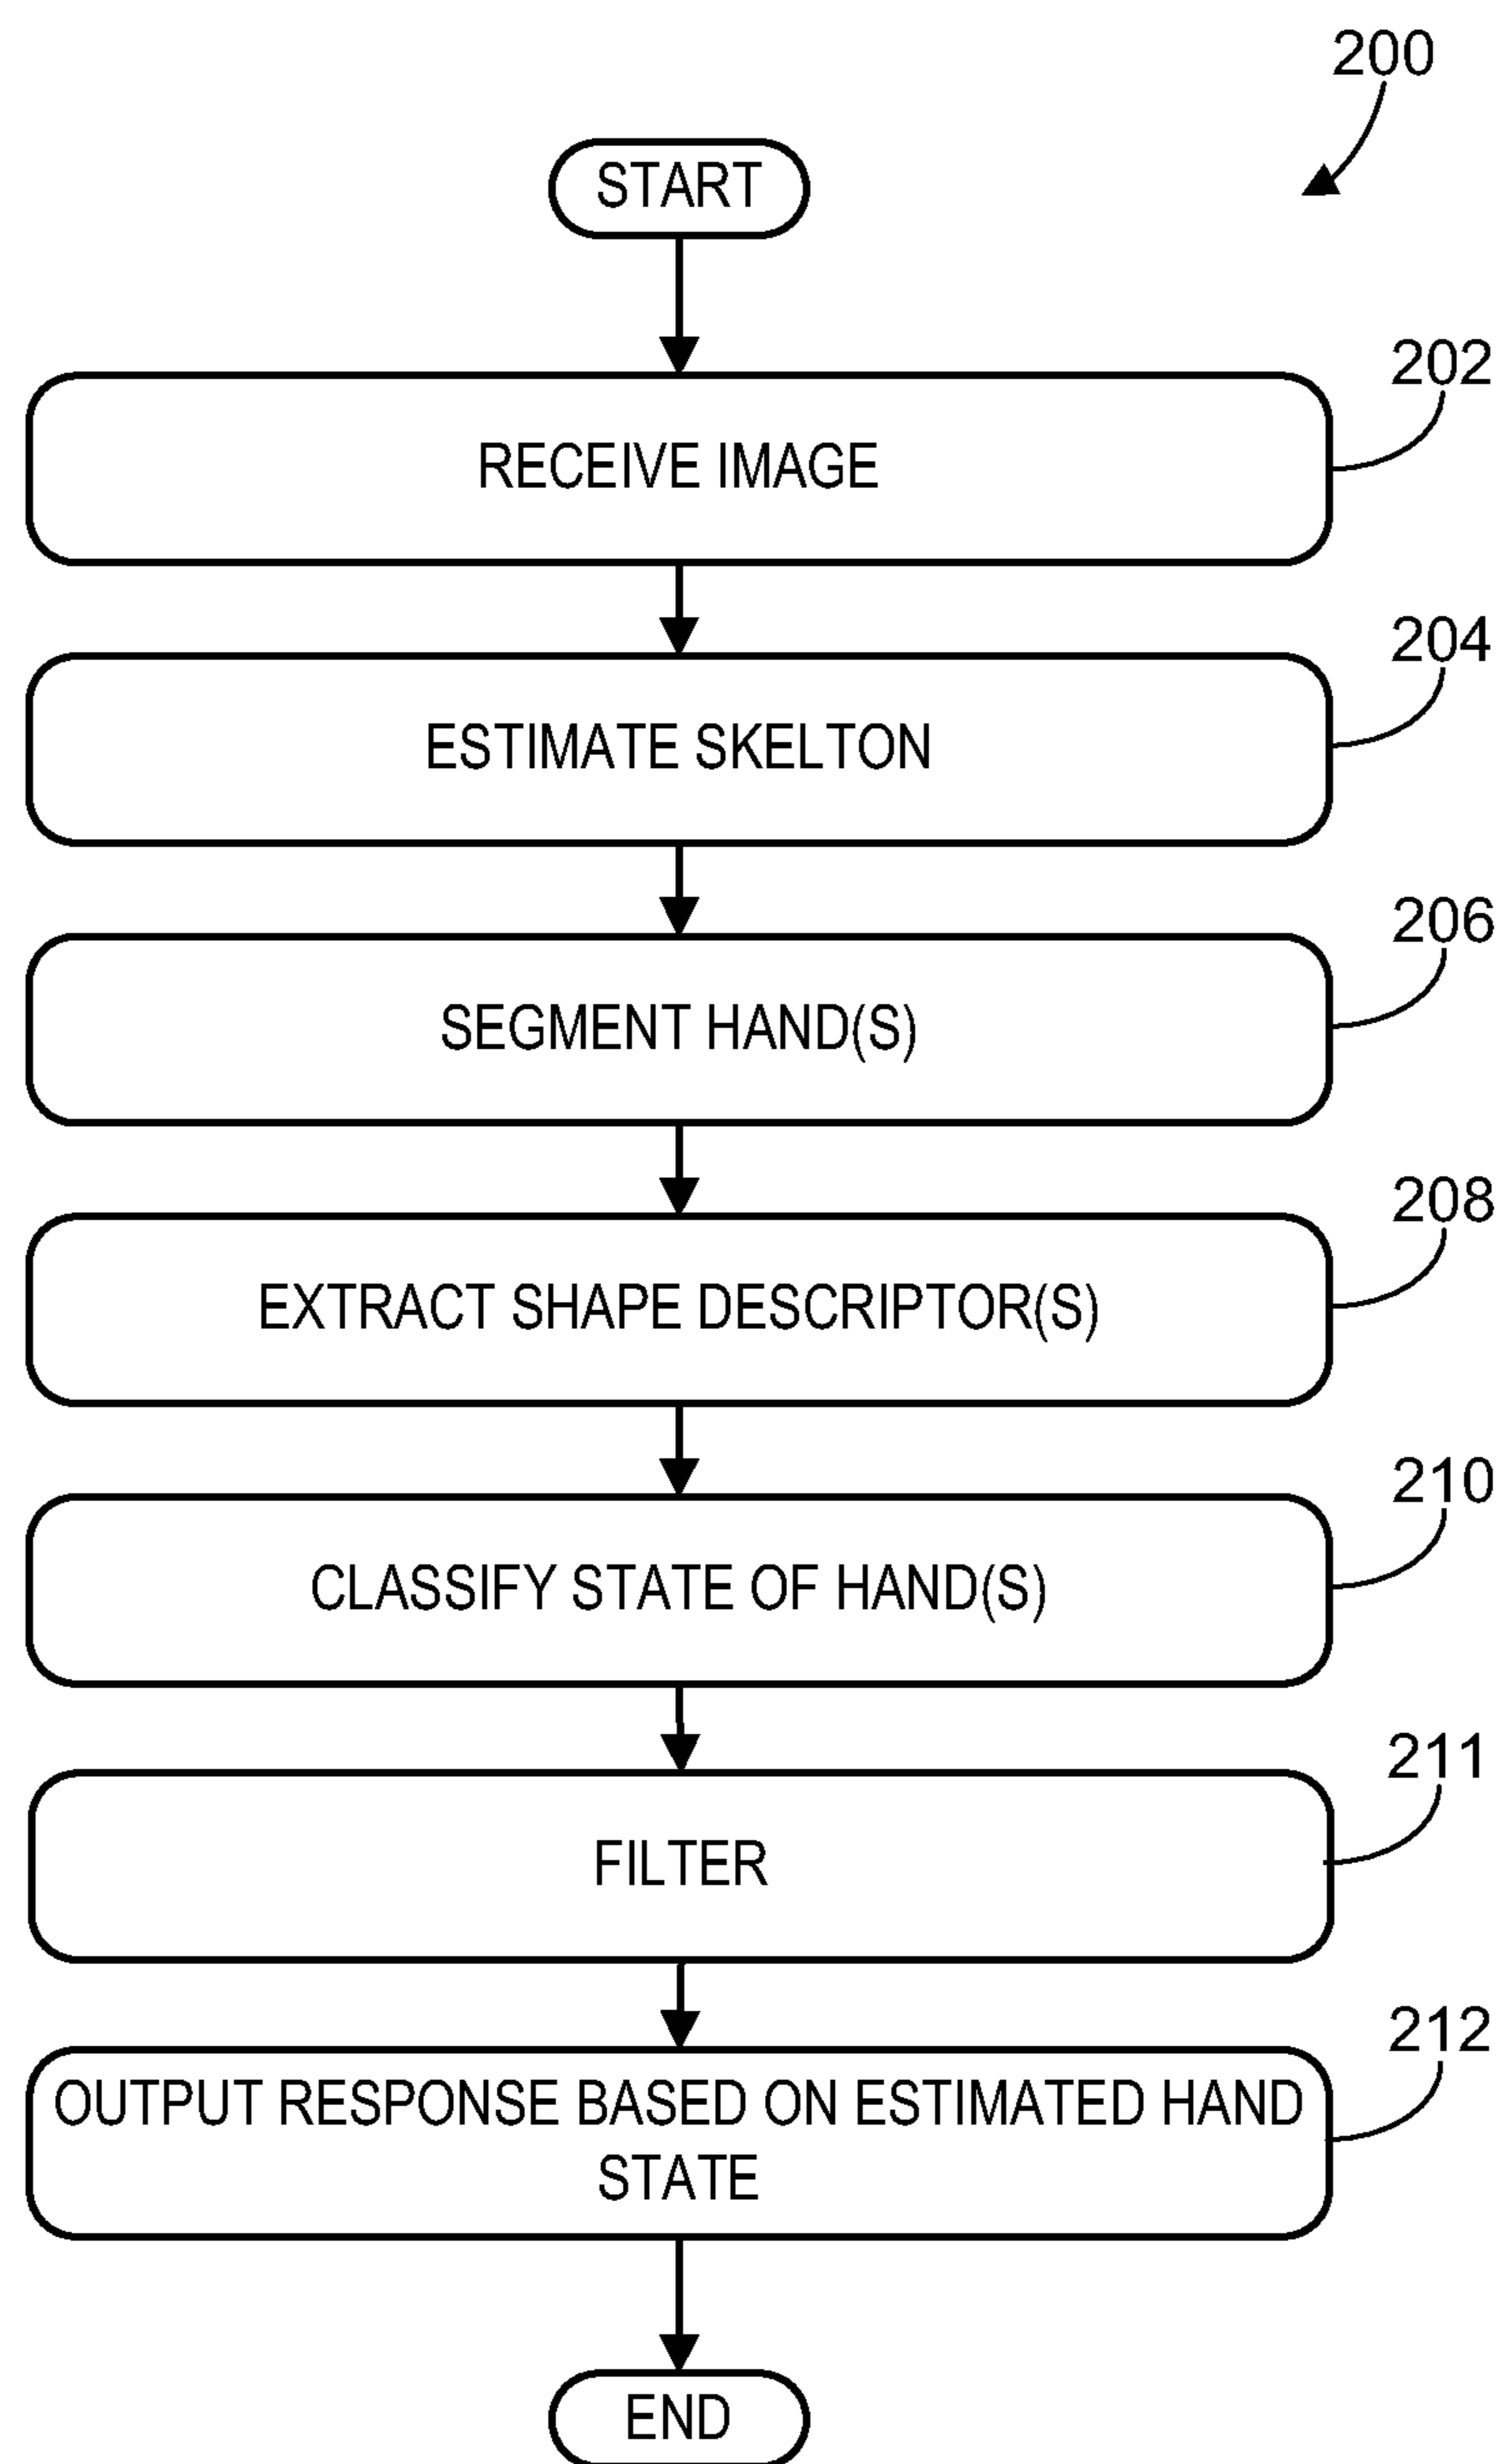 200
START
202
RECEIVE IMAGE
204
ESTIMATE SKELTON
206
SEGMENT HAND(S)
208
EXTRACT SHAPE DESCRIPTOR(S)
210
CLASSIFY STATE OF HAND(S)
211
FILTER
212
OUTPUT RESPONSE BASED ON ESTIMATED HAND
STATE
END